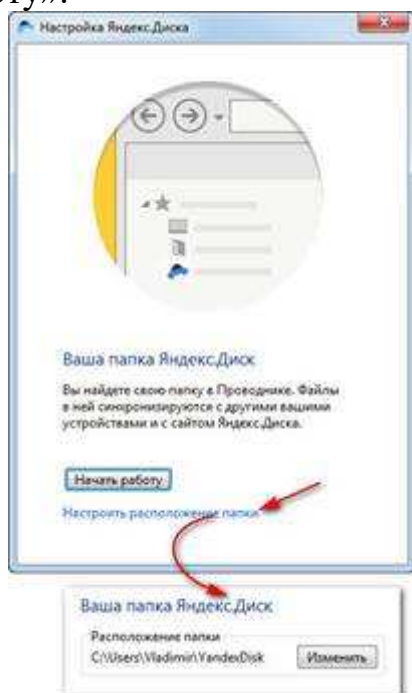 ту».
Настройка Яндекс.Диска
Ваша папка Яндекс.Диск
Вы найдете свою папку в Проводнике. Файлы
в ней синхронизируются с другими вашими
устройствами и с сайтом Яндекс.Диска.
Начать работу
Настроить расположение папки
Ваша папка Яндекс.Диск
Расположение папки
C:\Users\Vladimir\YandexDisk
Изменить